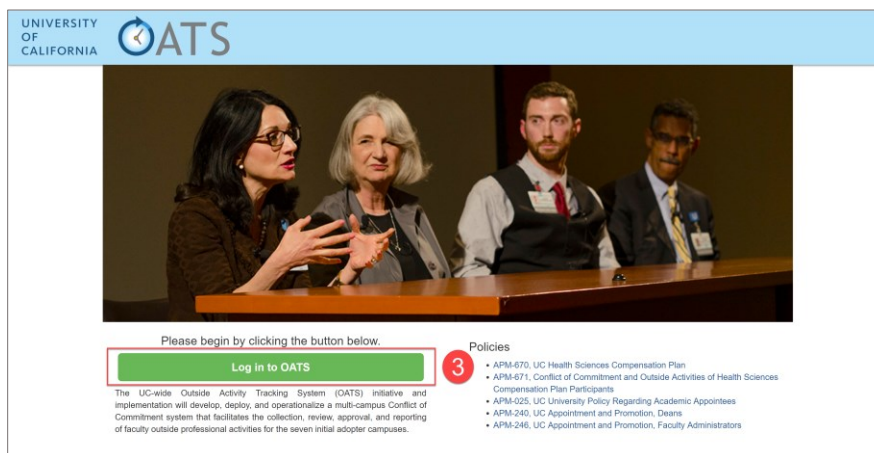 UNIVERSITY
OF
CALIFORNIA
OATS
Please begin by clicking the button below.
Log in to OATS
3
The UC-wide Outside Activity Tracking System (OATS) initiative and
implementation will develop, deploy, and operationalize a multi-campus Conflict of
Commitment system that facilitates the collection, review, approval, and reporting
of faculty outside professional activities for the seven initial adopter campuses.
Policies
• APM-670, UC Health Sciences Compensation Plan
• APM-671, Conflict of Commitment and Outside Activities of Health Sciences
Compensation Plan Participants
• APM-025, UC University Policy Regarding Academic Appointees
• APM-240, UC Appointment and Promotion, Deans
• APM-246, UC Appointment and Promotion, Faculty Administrators